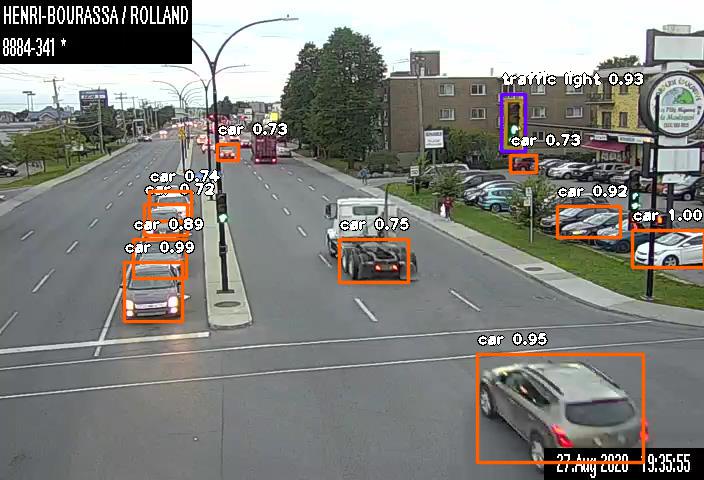 HENRI-BOURASSA / ROLLAND
8884-341 *
traffic light 0.93
car 0.73
car 0.73
car 0.74
car 0.72
car 0.92
car 0.89
car 0.75
car 1.00
car 0.99
car 0.95
27.Aug 2020 19:35:55